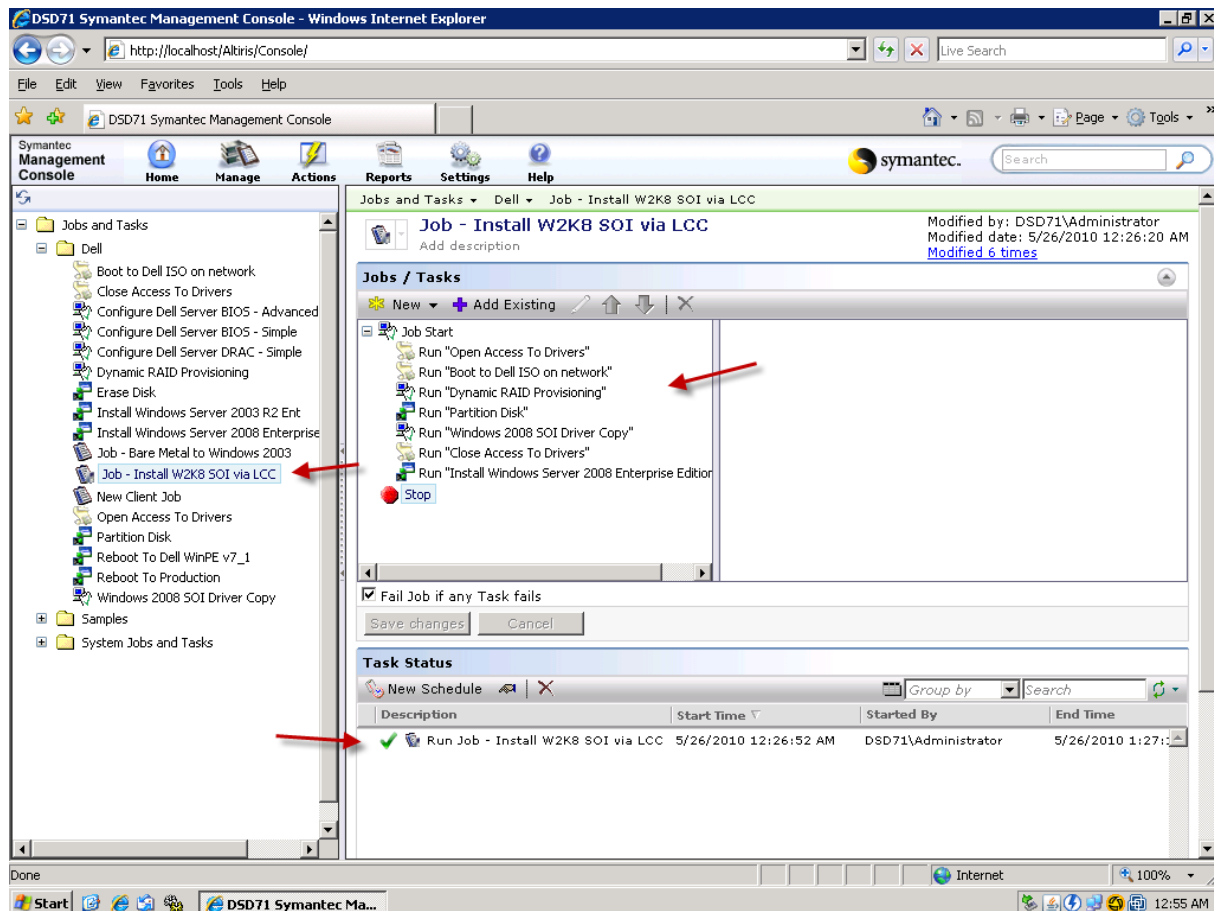 DSD71 Symantec Management Console - Windows Internet Explorer
http://localhost/Altiris/Console/
Live Search
File Edit View Favorites Tools Help
DSD71 Symantec Management Console
Page Tools »
Symantec
Management
Console
Home Manage Actions Reports Settings Help
symantec.
Search
Jobs and Tasks
Dell
Boot to Dell ISO on network
Close Access To Drivers
Configure Dell Server BIOS - Advanced
Configure Dell Server BIOS - Simple
Configure Dell Server DRAC - Simple
Dynamic RAID Provisioning
Erase Disk
Install Windows Server 2003 R2 Ent
Install Windows Server 2008 Enterprise
Job - Bare Metal to Windows 2003
Job - Install W2K8 SOI via LCC
New Client Job
Open Access To Drivers
Partition Disk
Reboot To Dell WinPE v7_1
Reboot To Production
Windows 2008 SOI Driver Copy
Samples
System Jobs and Tasks
Jobs and Tasks Dell Job - Install W2K8 SOI via LCC
Job - Install W2K8 SOI via LCC
Add description
Modified by: DSD71\Administrator
Modified date: 5/26/2010 12:26:20 AM
Modified 6 times
Jobs / Tasks
New Add Existing
Job Start
Run "Open Access To Drivers"
Run "Boot to Dell ISO on network"
Run "Dynamic RAID Provisioning"
Run "Partition Disk"
Run "Windows 2008 SOI Driver Copy"
Run "Close Access To Drivers"
Run "Install Windows Server 2008 Enterprise Edition
Stop
Fail Job if any Task fails
Save changes Cancel
Task Status
New Schedule Group by Search
Description Start Time Started By End Time
Run Job - Install W2K8 SOI via LCC 5/26/2010 12:26:52 AM DSD71\Administrator 5/26/2010 1:27:
Done Internet 100%
Start DSD71 Symantec Ma... 12:55 AM